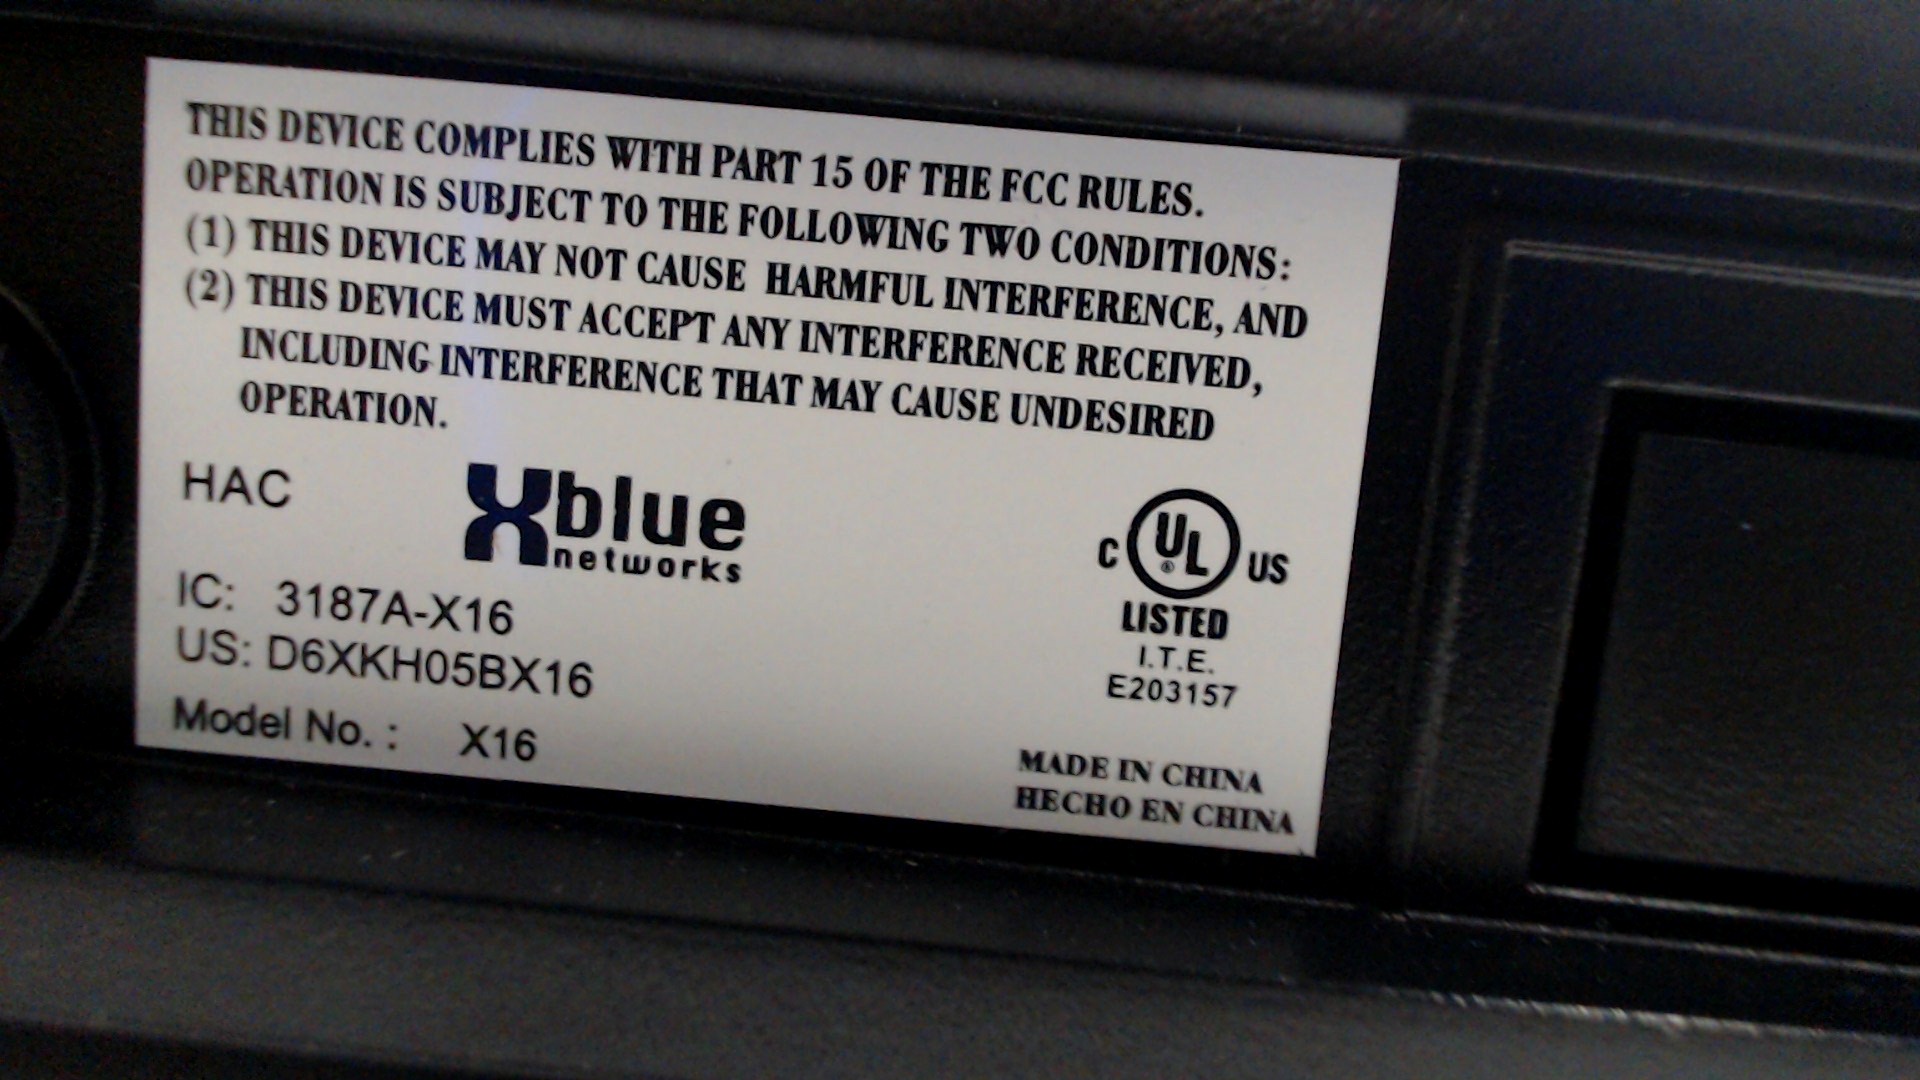 THIS DEVICE COMPLIES WITH PART 15 OF THE FCC RULES.
OPERATION IS SUBJECT TO THE FOLLOWING TWO CONDITIONS:
(1) THIS DEVICE MAY NOT CAUSE HARMFUL INTERFERENCE, AND
(2) THIS DEVICE MUST ACCEPT ANY INTERFERENCE RECEIVED,
INCLUDING INTERFERENCE THAT MAY CAUSE UNDESIRED
OPERATION.
HAC
Xblue
networks
C UL® US
LISTED
I.T.E.
E203157
IC: 3187A-X16
US: D6XKH05BX16
Model No. : X16
MADE IN CHINA
HECHO EN CHINA